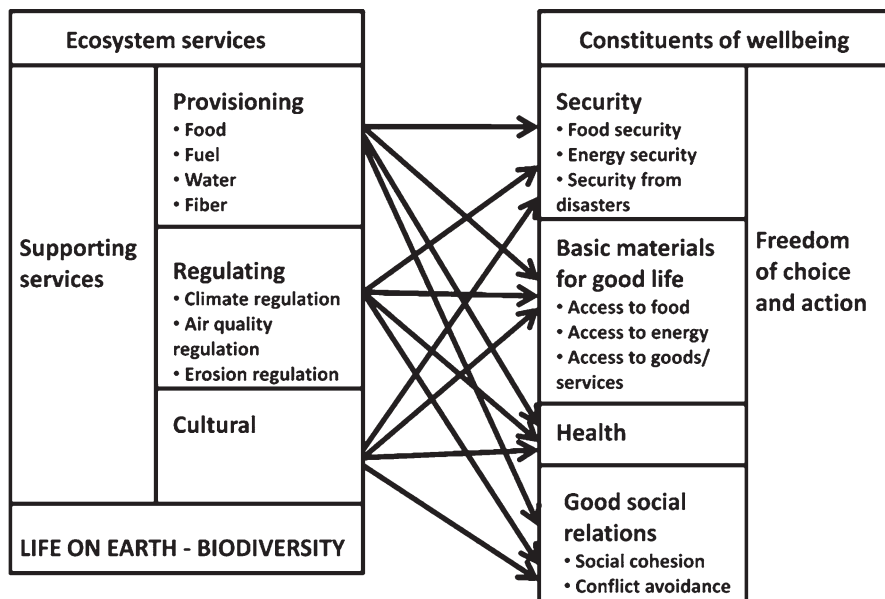 Ecosystem services
Supporting
services
Provisioning
• Food
• Fuel
• Water
• Fiber
Regulating
• Climate regulation
• Air quality
regulation
• Erosion regulation
Cultural
LIFE ON EARTH - BIODIVERSITY
Constituents of wellbeing
Security
• Food security
• Energy security
• Security from
disasters
Basic materials
for good life
• Access to food
• Access to energy
• Access to goods/
services
Health
Good social
relations
• Social cohesion
• Conflict avoidance
Freedom
of choice
and action